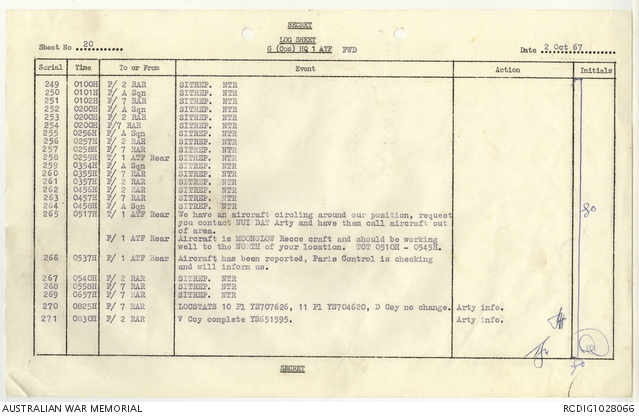 SECRET
LOG SHEET
Sheet No 20 G (Ops) HQ 1 ATF FWD Date 2 Oct 67
Serial Time To or From Event Action Initials
249 0100H F/ 2 RAR SITREP. NTR
250 0101H F/ A Sqn SITREP. NTR
251 0102H F/ 7 RAR SITREP. NTR
252 0200H F/ A Sqn SITREP. NTR
253 0200H F/ 2 RAR SITREP. NTR
254 0200H F/7 RAR SITREP. NTR
255 0256H F/ A Sqn SITREP. NTR
256 0257H F/ 2 RAR SITREP. NTR
257 0258H F/ 7 RAR SITREP. NTR
258 0259H T/ 1 ATF Rear SITREP. NTR
259 0354H F/ A Sqn SITREP. NTR
260 0355H F/ 7 RAR SITREP. NTR
261 0357H F/ 2 RAR SITREP. NTR
262 0456H F/ 2 RAR SITREP. NTR
263 0457H F/ 7 RAR SITREP. NTR
264 0458H F/ A Sqn SITREP. NTR
265 0517H T/ 1 ATF Rear We have an aircraft circling around our position, request
you contact NUI DAT Arty and have them call aircraft out
of area.
F/ 1 ATF Rear Aircraft is MOONGLOW Recce craft and should be working
well to the NORTH of your location. TOT 0510H - 0545H.
266 0537H F/ 1 ATF Rear Aircraft has been reported, Paris Control is checking
and will inform us.
267 0540H F/ 2 RAR SITREP. NTR
268 0558H F/ 7 RAR SITREP. NTR
269 0657H F/ 7 RAR SITREP. NTR
270 0825H F/ 7 RAR LOCSTATS 10 Pl YS707626, 11 Pl YS704620, D Coy no change. Arty info.
271 0830H F/ 2 RAR V Coy complete YS651595. Arty info.
SECRET
AUSTRALIAN WAR MEMORIAL RCDIG1028066